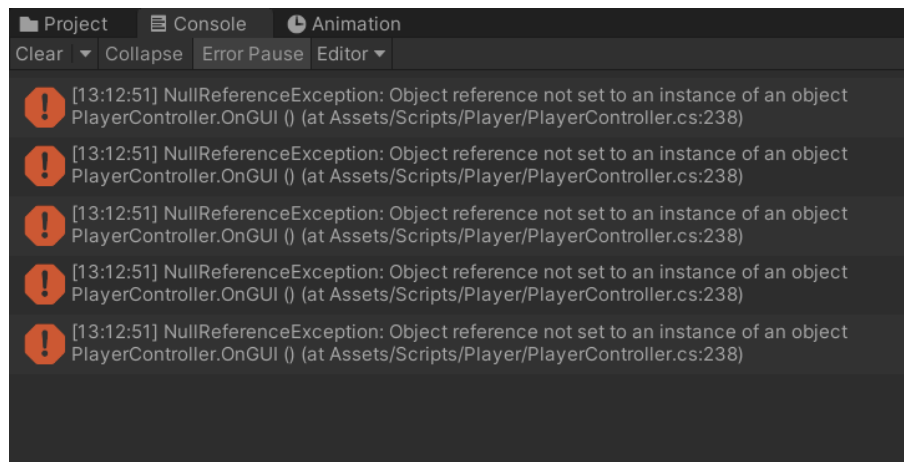 Project Console Animation
Clear Collapse Error Pause Editor
[13:12:51] NullReferenceException: Object reference not set to an instance of an object
PlayerController.OnGUI () (at Assets/Scripts/Player/PlayerController.cs:238)
[13:12:51] NullReferenceException: Object reference not set to an instance of an object
PlayerController.OnGUI () (at Assets/Scripts/Player/PlayerController.cs:238)
[13:12:51] NullReferenceException: Object reference not set to an instance of an object
PlayerController.OnGUI () (at Assets/Scripts/Player/PlayerController.cs:238)
[13:12:51] NullReferenceException: Object reference not set to an instance of an object
PlayerController.OnGUI () (at Assets/Scripts/Player/PlayerController.cs:238)
[13:12:51] NullReferenceException: Object reference not set to an instance of an object
PlayerController.OnGUI () (at Assets/Scripts/Player/PlayerController.cs:238)